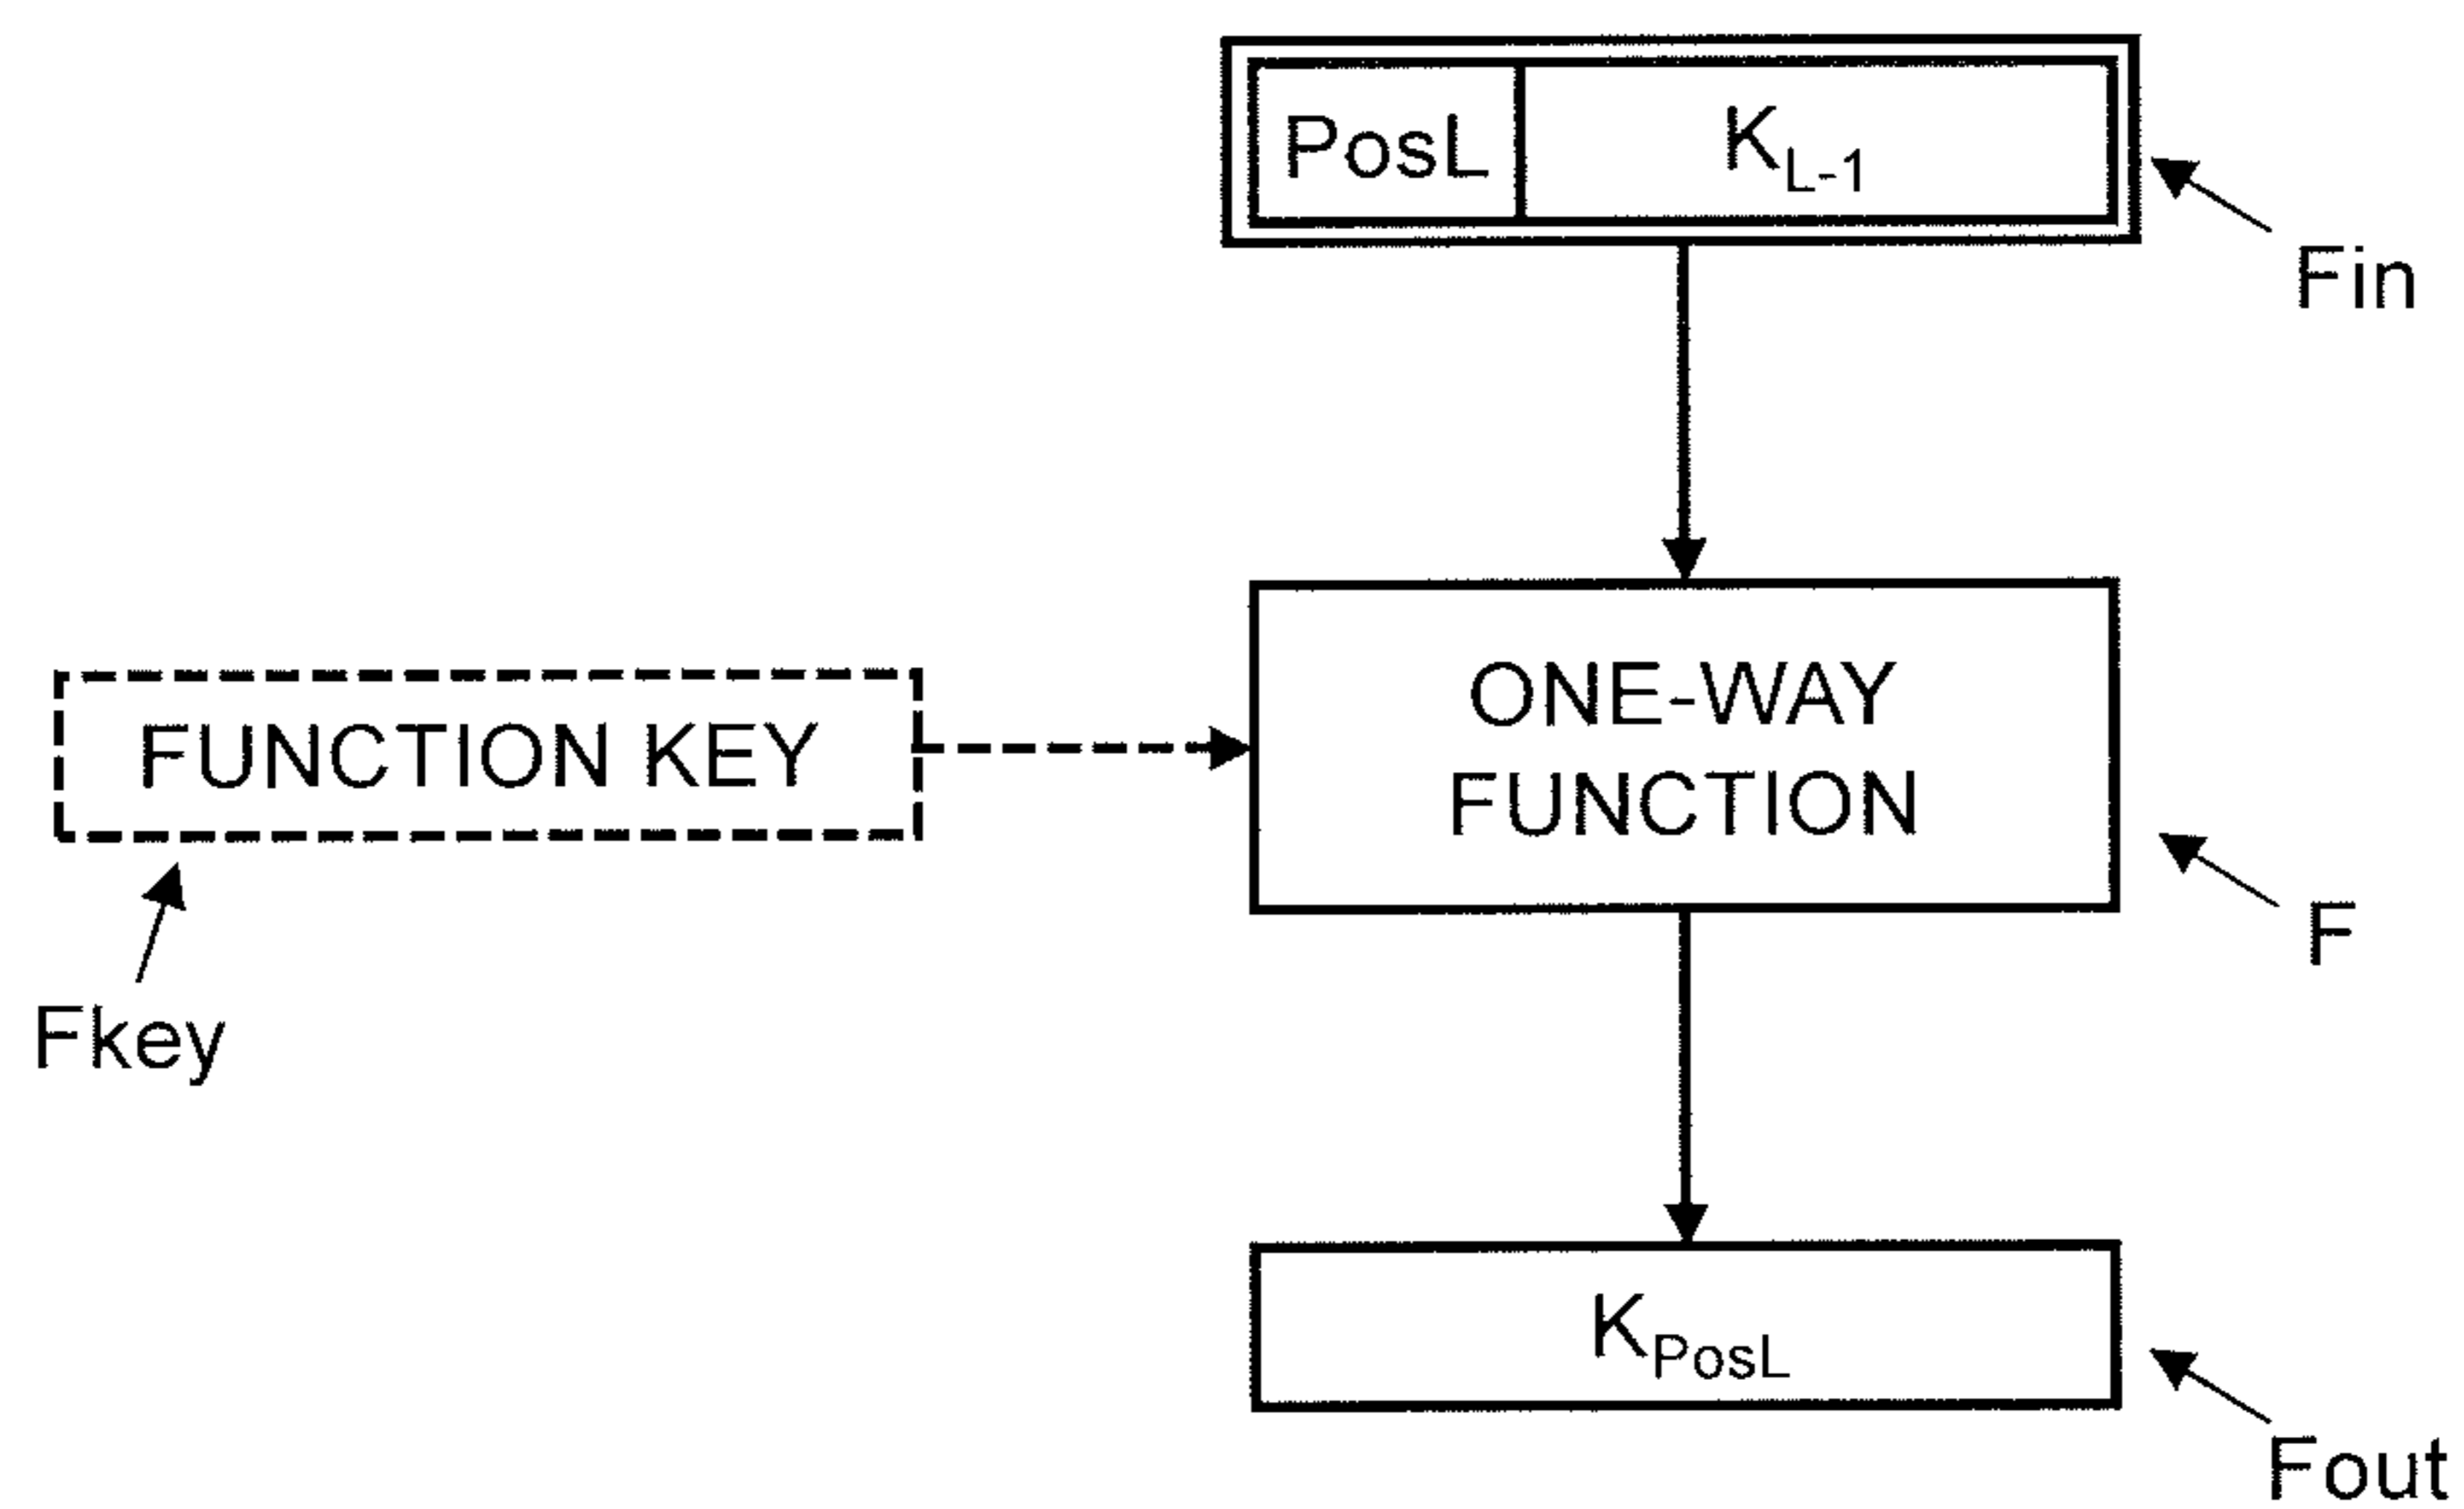 PosL K_L-1
Fin
ONE-WAY
FUNCTION
FUNCTION KEY
F
Fkey
K_PosL
Fout